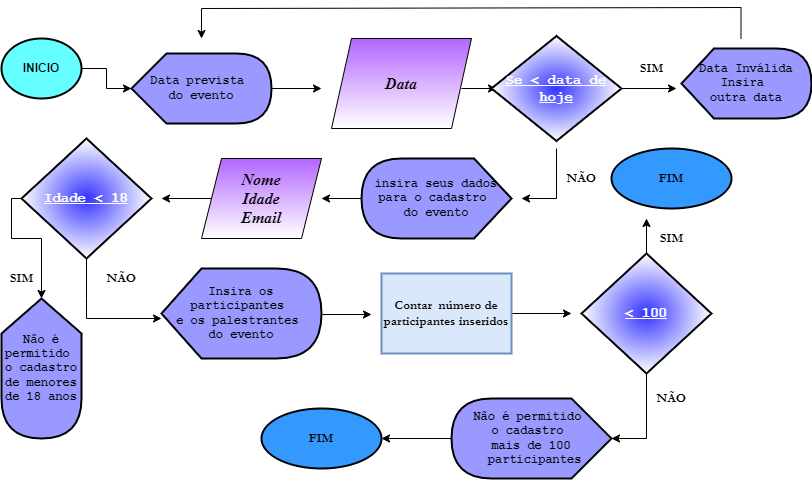 INICIO
Data prevista
do evento
Data
Se < data de
hoje
SIM
Data Inválida
Insira
outra data
NÃO
insira seus dados
para o cadastro
do evento
Nome
Idade
Email
Idade < 18
SIM
Não é
permitido
o cadastro
de menores
de 18 anos
NÃO
Insira os
participantes
e os palestrantes
do evento
Contar número de
participantes inseridos
< 100
SIM
FIM
NÃO
Não é permitido
o cadastro
mais de 100
participantes
FIM